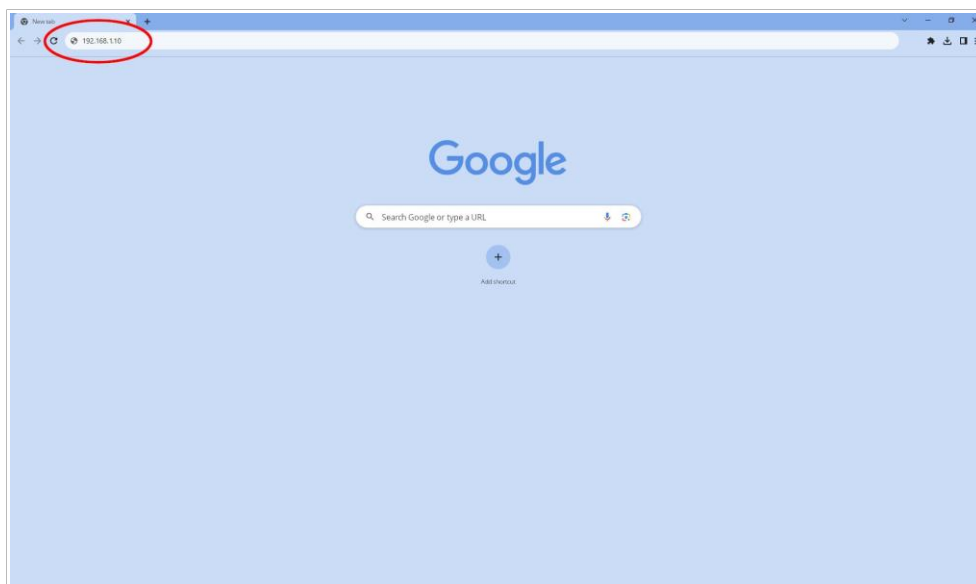 New tab
192.168.1.10
Google
Search Google or type a URL
Add shortcut